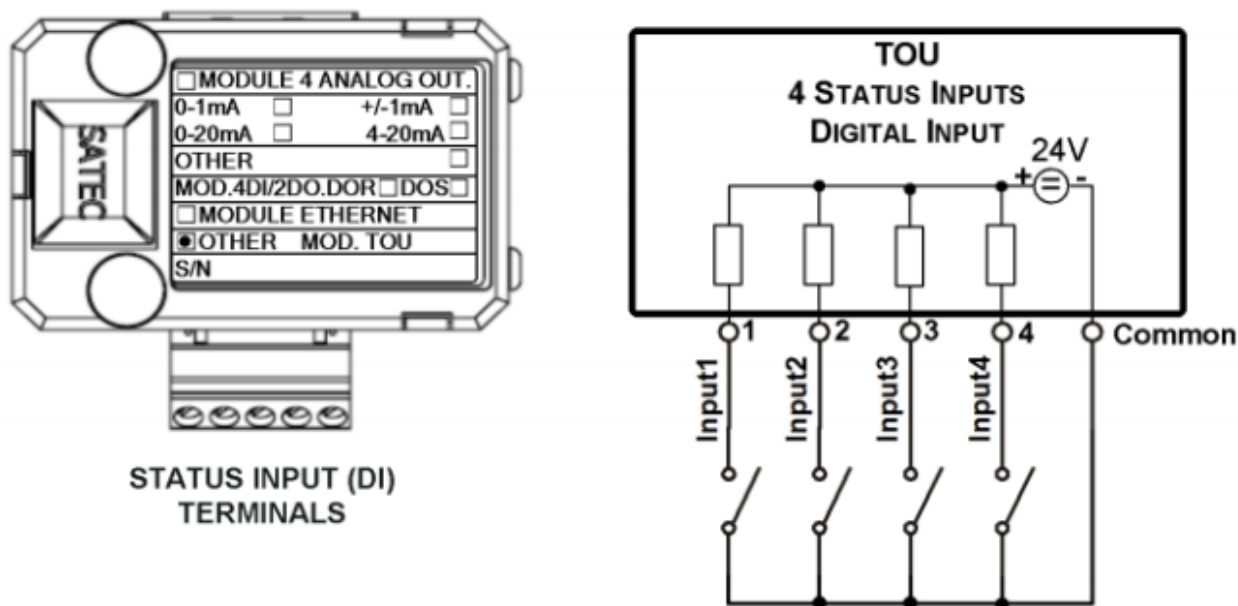 SATEC
MODULE 4 ANALOG OUT.
0-1mA +/-1mA
0-20mA 4-20mA
OTHER
MOD.4DI/2DO.DOR DOS
MODULE ETHERNET
OTHER MOD. TOU
S/N
STATUS INPUT (DI)
TERMINALS
TOU
4 STATUS INPUTS
DIGITAL INPUT
24V
+ -
1 2 3 4 Common
Input1 Input2 Input3 Input4